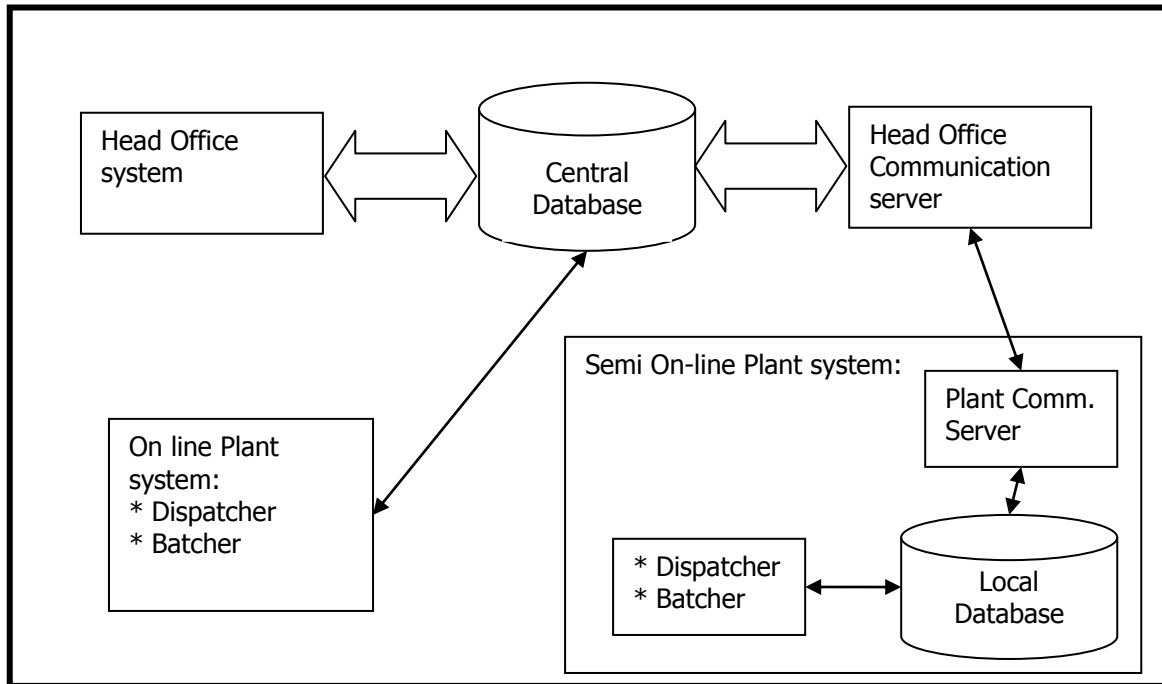 Head Office
system
Central
Database
Head Office
Communication
server
On line Plant
system:
* Dispatcher
* Batcher
Semi On-line Plant system:
Plant Comm.
Server
* Dispatcher
* Batcher
Local
Database